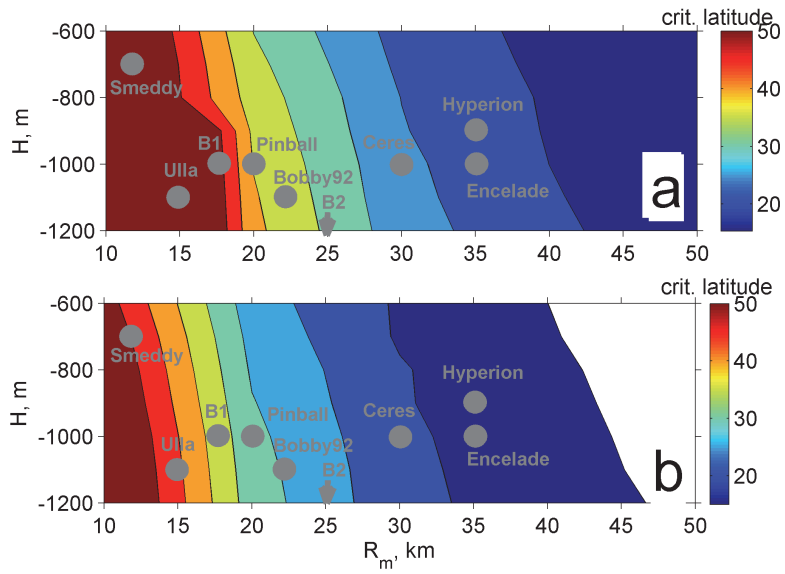 crit. latitude
-600
-800
-1000
-1200
H, m
Smeddy
Ulla
B1
Pinball
Bobby92
B2
Ceres
Hyperion
Encelade
a
50
40
30
20
10 15 20 25 30 35 40 45 50
crit. latitude
-600
-800
-1000
-1200
H, m
Smeddy
Ulla
B1
Pinball
Bobby92
B2
Ceres
Hyperion
Encelade
b
50
40
30
20
10 15 20 25 30 35 40 45 50
Rm, km